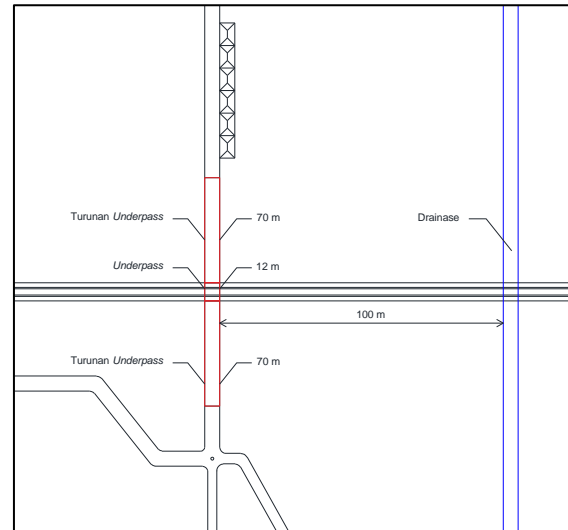 Turunan Underpass
70 m
Drainase
Underpass
12 m
100 m
Turunan Underpass
70 m